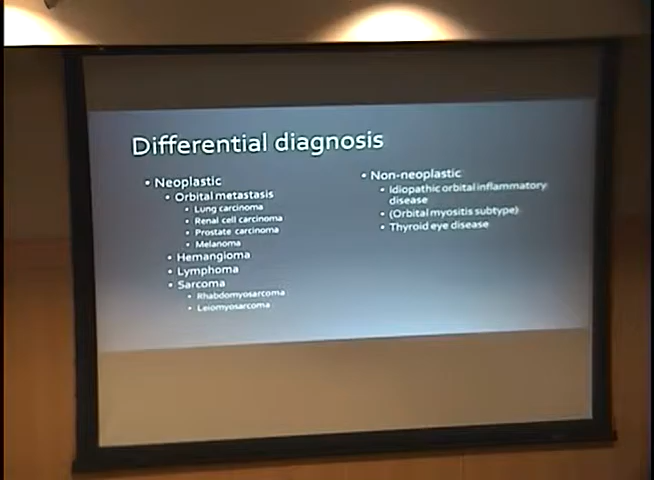 Differential diagnosis
• Neoplastic
• Orbital metastasis
• Lung carcinoma
• Renal cell carcinoma
• Prostate carcinoma
• Melanoma
• Hemangioma
• Lymphoma
• Sarcoma
• Rhabdomyosarcoma
• Leiomyosarcoma
• Non-neoplastic
• Idiopathic orbital inflammatory
disease
• (Orbital myositis subtype)
• Thyroid eye disease